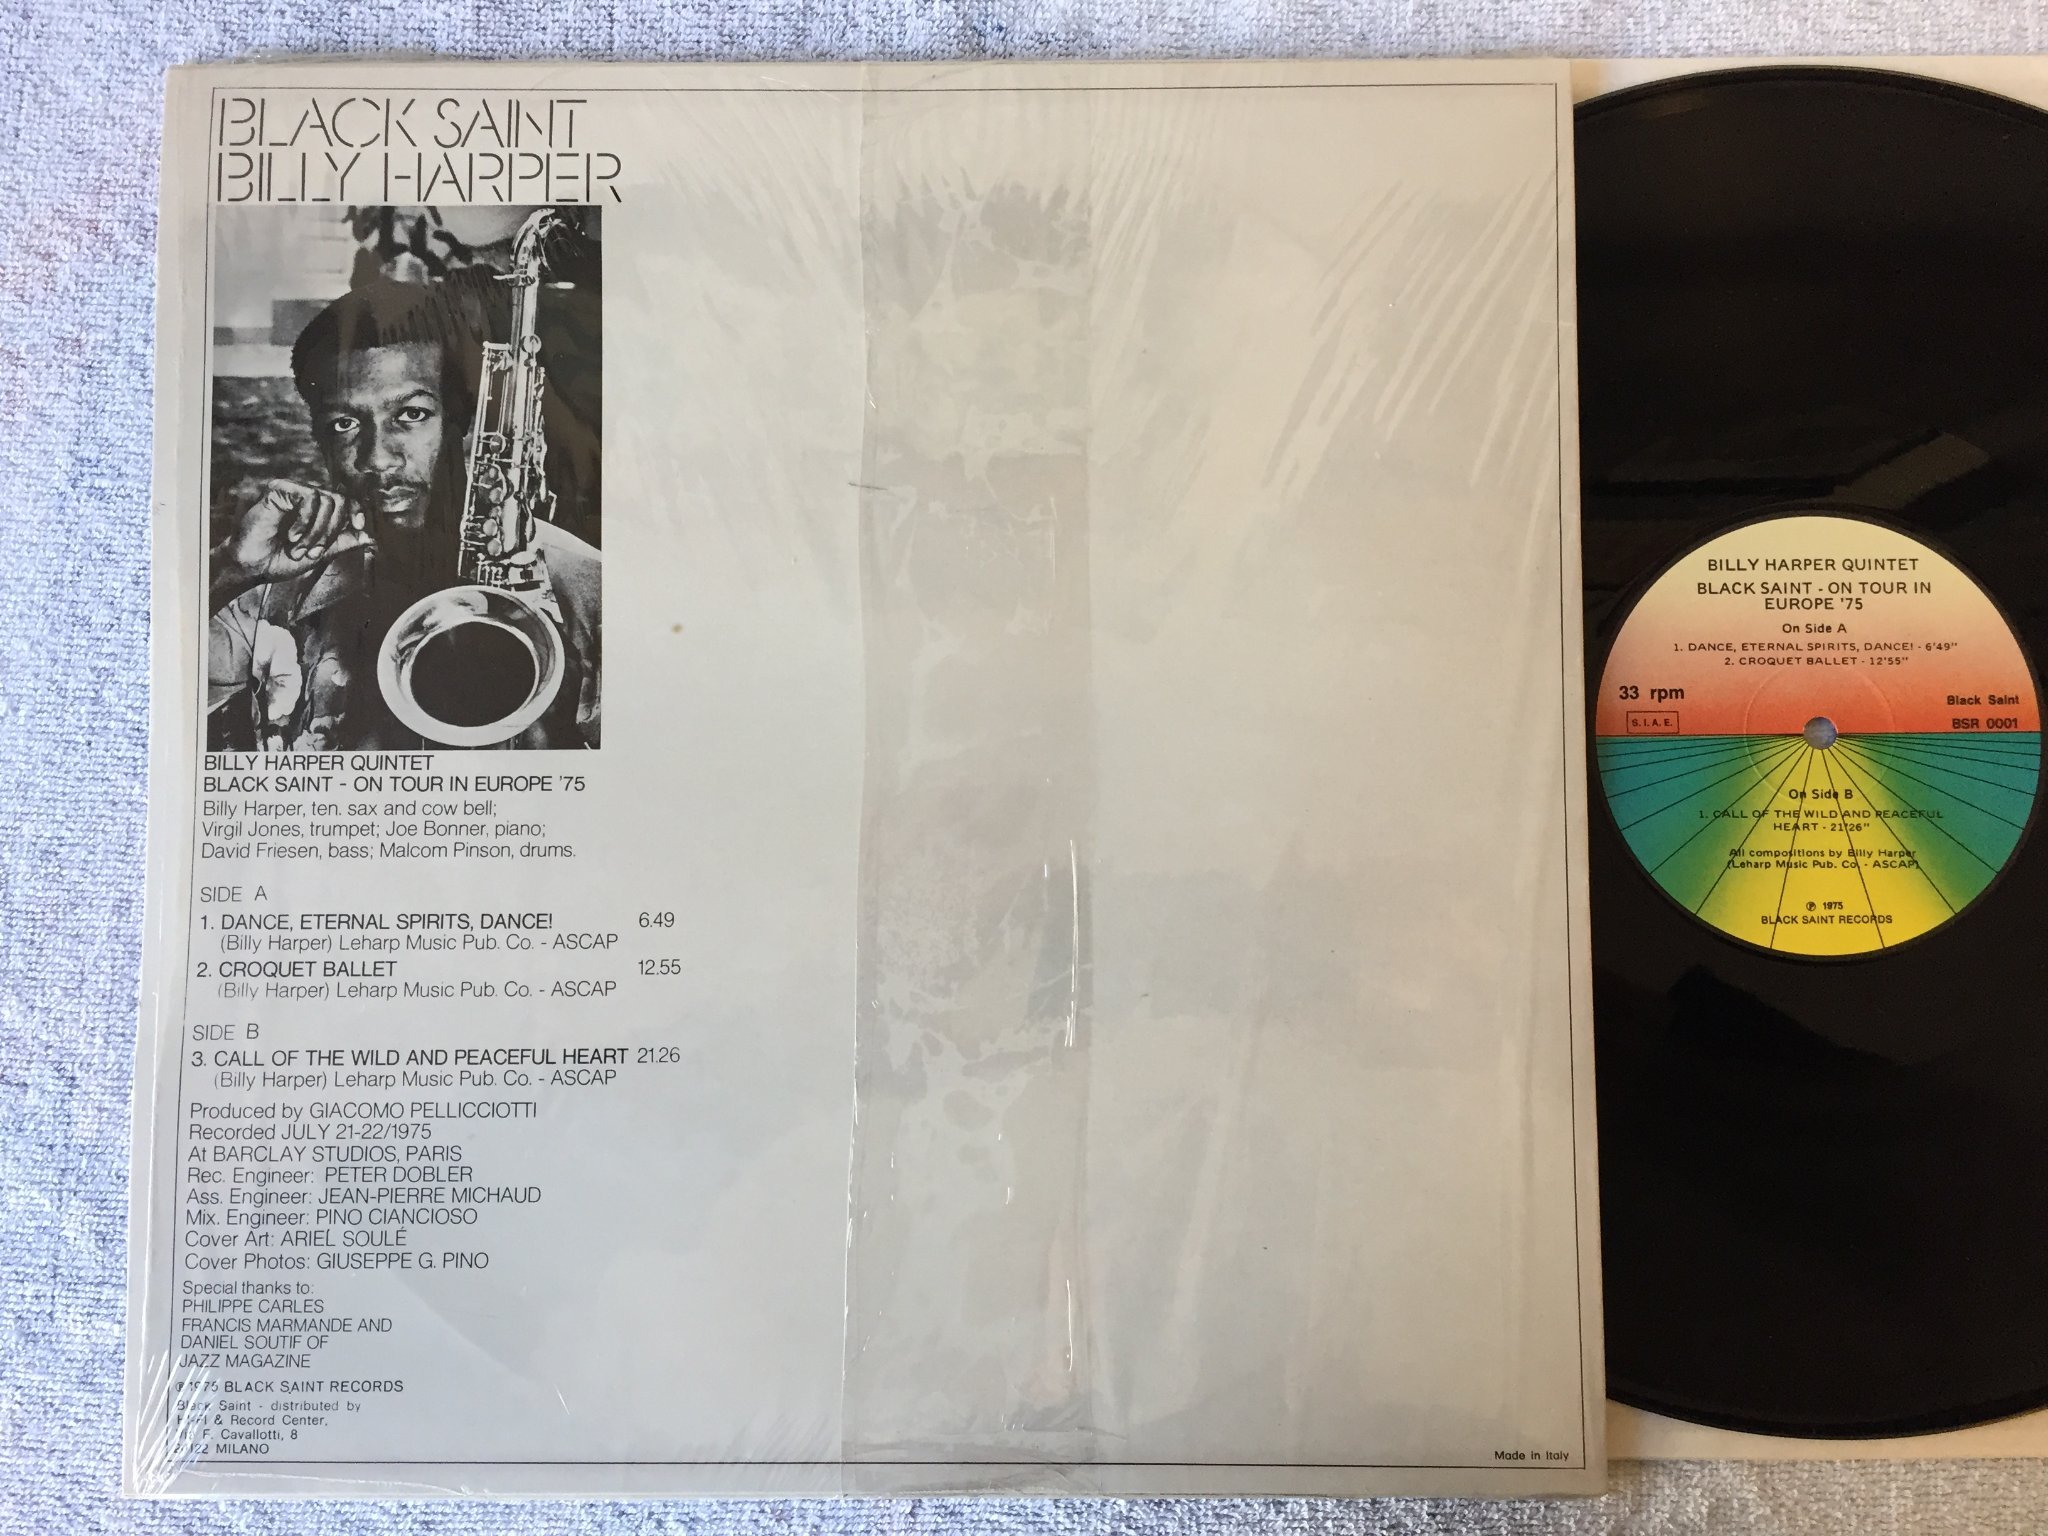 BLACK SAINT
BILLY HARPER
BILLY HARPER QUINTET
BLACK SAINT - ON TOUR IN EUROPE '75
Billy Harper, ten. sax and cow bell;
Virgil Jones, trumpet; Joe Bonner, piano;
David Friesen, bass; Malcom Pinson, drums.
SIDE A
1. DANCE, ETERNAL SPIRITS, DANCE! 6.49
(Billy Harper) Leharp Music Pub. Co. - ASCAP
2. CROQUET BALLET 12.55
(Billy Harper) Leharp Music Pub. Co. - ASCAP
SIDE B
3. CALL OF THE WILD AND PEACEFUL HEART 21.26
(Billy Harper) Leharp Music Pub. Co. - ASCAP
Produced by GIACOMO PELLICCIOTTI
Recorded JULY 21-22/1975
At BARCLAY STUDIOS, PARIS
Rec. Engineer: PETER DOBLER
Ass. Engineer: JEAN-PIERRE MICHAUD
Mix. Engineer: PINO CIANCIOSO
Cover Art: ARIEL SOULÉ
Cover Photos: GIUSEPPE G. PINO
Special thanks to:
PHILIPPE CARLES
FRANCIS MARMANDE AND
DANIEL SOUTIF OF
JAZZ MAGAZINE
℗ 1975 BLACK SAINT RECORDS
Black Saint - distributed by
HI-FI & Record Center,
Via F. Cavallotti, 8
20122 MILANO
Made in Italy
BILLY HARPER QUINTET
BLACK SAINT - ON TOUR IN
EUROPE '75
On Side A
1. DANCE, ETERNAL SPIRITS, DANCE! - 6'49"
2. CROQUET BALLET - 12'55"
33 rpm
S.I.A.E.
Black Saint
BSR 0001
On Side B
1. CALL OF THE WILD AND PEACEFUL
HEART - 21'26"
All compositions by Billy Harper
(Leharp Music Pub. Co. - ASCAP)
℗ 1975
BLACK SAINT RECORDS